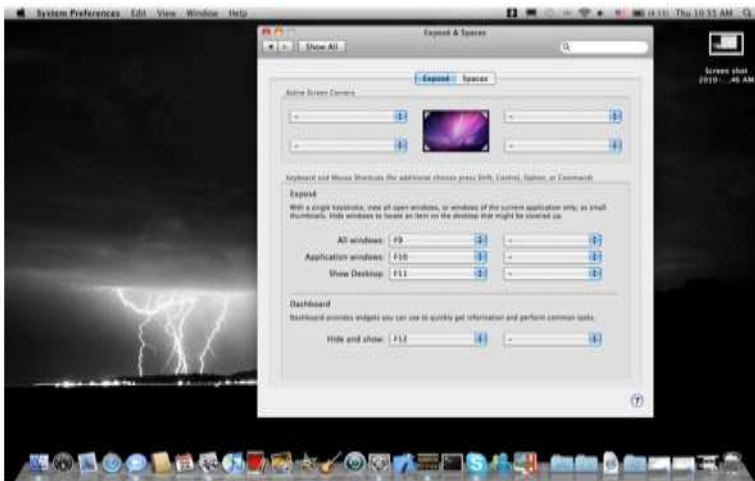 System Preferences Edit View Window Help
Thu 10:55 AM
Exposé & Spaces
Show All
Screen shot
2010-...46 AM
Exposé Spaces
Active Screen Corners
- -
- -
Keyboard and Mouse Shortcuts (for additional choices press Shift, Control, Option, or Command)
Exposé
With a single keystroke, view all open windows, or windows of the current application only, as small
thumbnails. Hide windows to locate an item on the desktop that might be covered up.
All windows: F9 -
Application windows: F10 -
Show Desktop: F11 -
Dashboard
Dashboard provides widgets you can use to quickly get information and perform common tasks.
Hide and show: F12 -
?